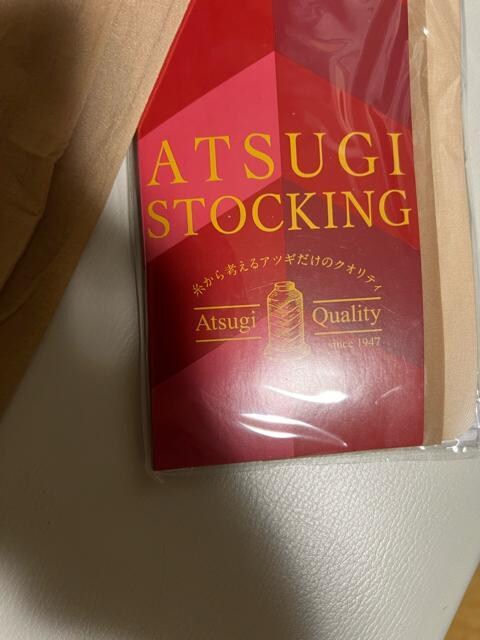 ATSUGI
STOCKING
糸から考えるアツギだけのクオリティ
Atsugi Quality
since 1947